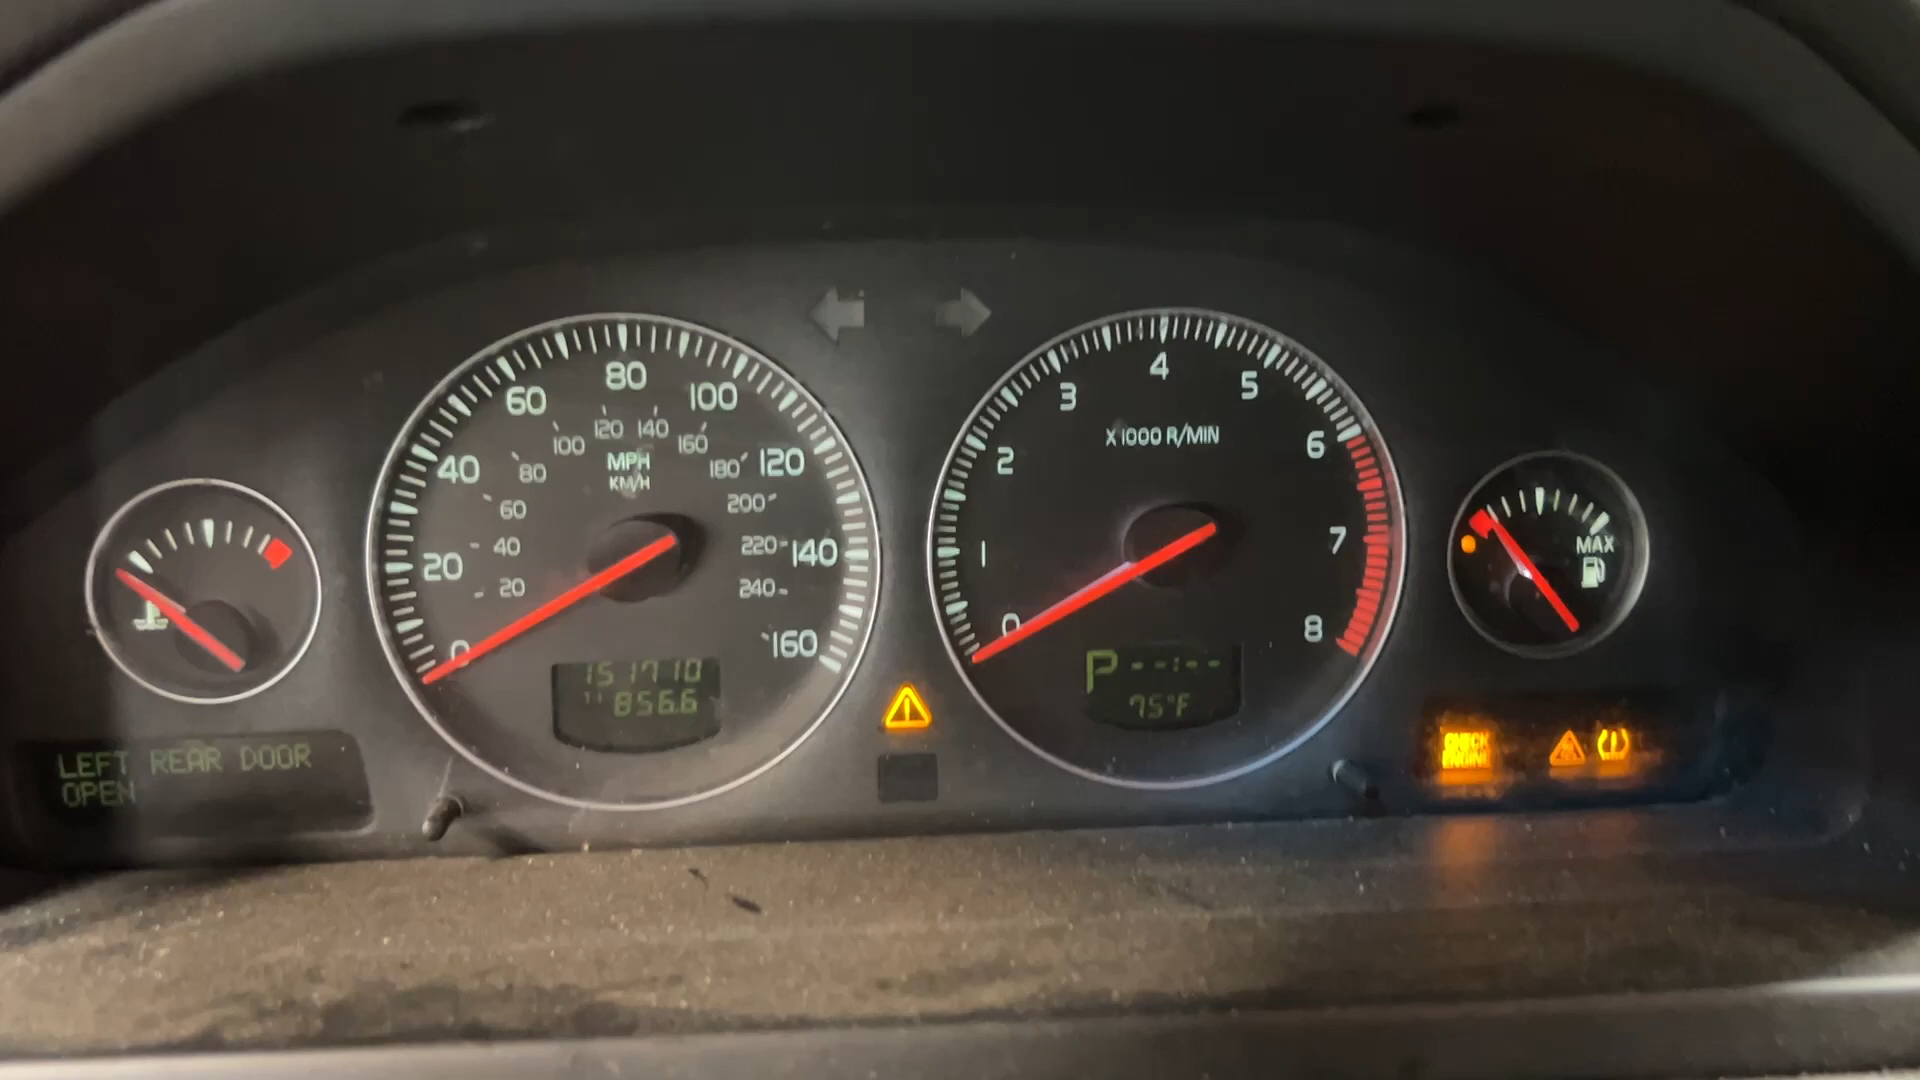 60
80
100
40
120
20
140
0
160
100
120
140
160
80
180
60
200
40
220
20
240
MPH
KM/H
151710
T1 856.6
0
1
2
3
4
5
6
7
8
X1000 R/MIN
P --:--
75°F
MAX
LEFT REAR DOOR
OPEN
CHECK
ENGINE